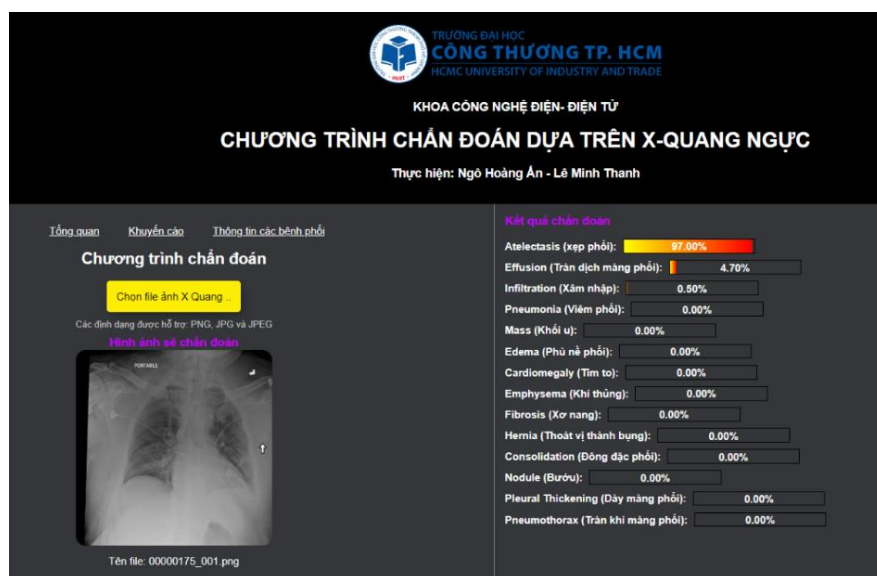 TRƯỜNG ĐẠI HỌC
CÔNG THƯƠNG TP. HCM
HCMC UNIVERSITY OF INDUSTRY AND TRADE
HUIT
KHOA CÔNG NGHỆ ĐIỆN- ĐIỆN TỬ
CHƯƠNG TRÌNH CHẨN ĐOÁN DỰA TRÊN X-QUANG NGỰC
Thực hiện: Ngô Hoàng Ấn - Lê Minh Thanh
Tổng quan Khuyến cáo Thông tin các bệnh phổi
Chương trình chẩn đoán
Chọn file ảnh X Quang ..
Các định dạng được hỗ trợ: PNG, JPG và JPEG
Hình ảnh sẽ chẩn đoán
PORTABLE
Tên file: 00000175_001.png
Kết quả chẩn đoán
Atelectasis (xẹp phổi): 97.00%
Effusion (Tràn dịch màng phổi): 4.70%
Infiltration (Xâm nhập): 0.50%
Pneumonia (Viêm phổi): 0.00%
Mass (Khối u): 0.00%
Edema (Phù nề phổi): 0.00%
Cardiomegaly (Tim to): 0.00%
Emphysema (Khí thũng): 0.00%
Fibrosis (Xơ nang): 0.00%
Hernia (Thoát vị thành bụng): 0.00%
Consolidation (Đông đặc phổi): 0.00%
Nodule (Bướu): 0.00%
Pleural Thickening (Dày màng phổi): 0.00%
Pneumothorax (Tràn khí màng phổi): 0.00%